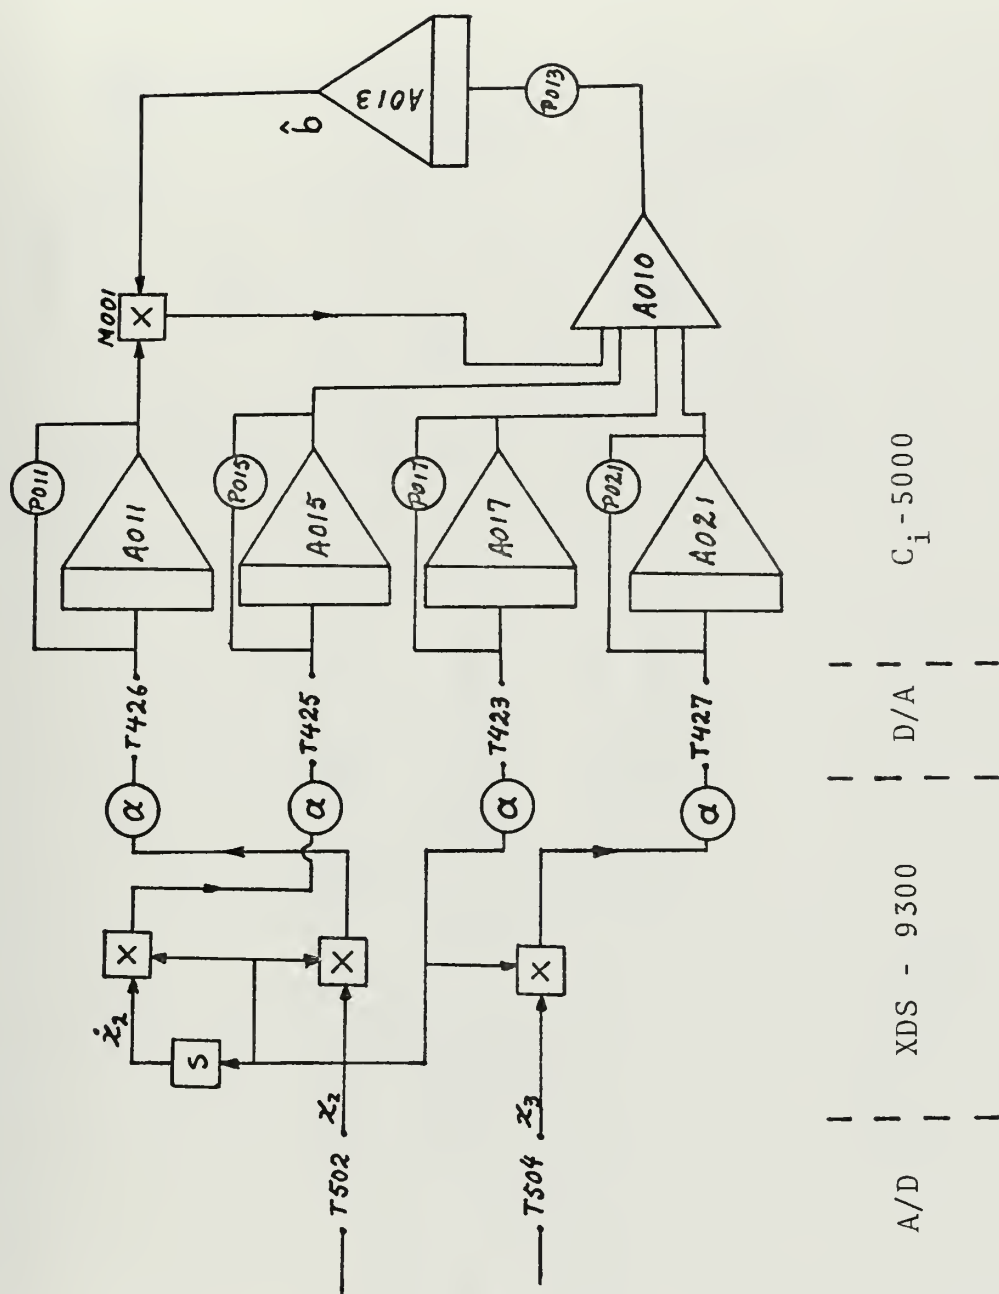 ĝ
A013
P013
M001
X
A010
P011
A011
P015
A015
P017
A017
P021
A021
T426
T425
T423
T427
α
α
α
α
X
X
X
ẋ2
S
x2
x3
T502
T504
A/D
XDS - 9300
D/A
Ci-5000